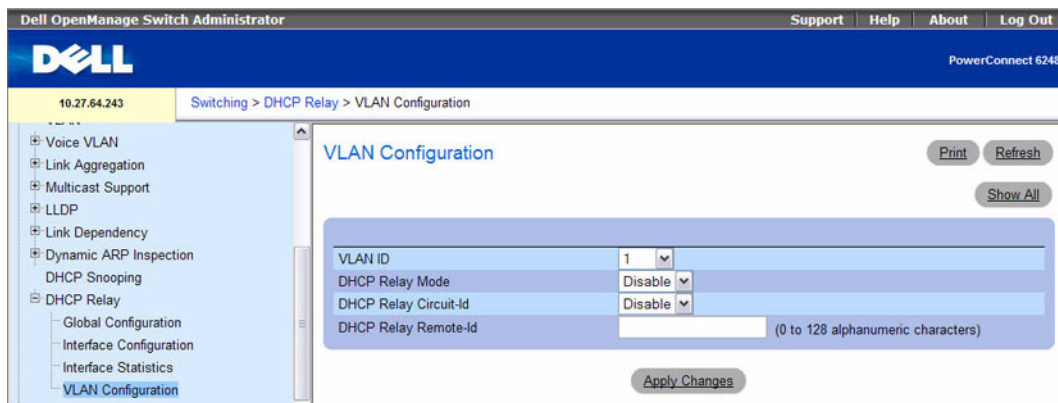 Dell OpenManage Switch Administrator
Support Help About Log Out
DELL
PowerConnect 6248
10.27.64.243
Switching > DHCP Relay > VLAN Configuration
VLAN
Voice VLAN
Link Aggregation
Multicast Support
LLDP
Link Dependency
Dynamic ARP Inspection
DHCP Snooping
DHCP Relay
Global Configuration
Interface Configuration
Interface Statistics
VLAN Configuration
VLAN Configuration
Print Refresh
Show All
VLAN ID 1
DHCP Relay Mode Disable
DHCP Relay Circuit-Id Disable
DHCP Relay Remote-Id (0 to 128 alphanumeric characters)
Apply Changes